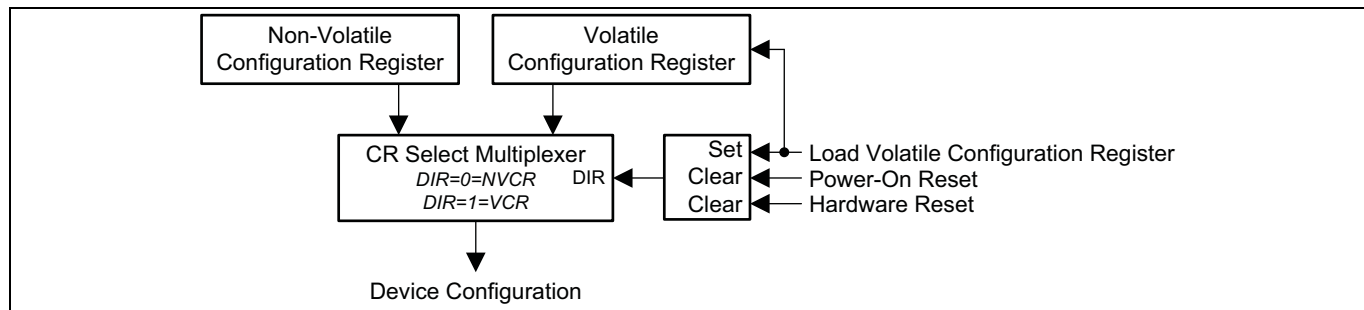 Non-Volatile
Configuration Register
Volatile
Configuration Register
CR Select Multiplexer
DIR=0=NVCR
DIR=1=VCR
DIR
Set
Clear
Clear
Load Volatile Configuration Register
Power-On Reset
Hardware Reset
Device Configuration